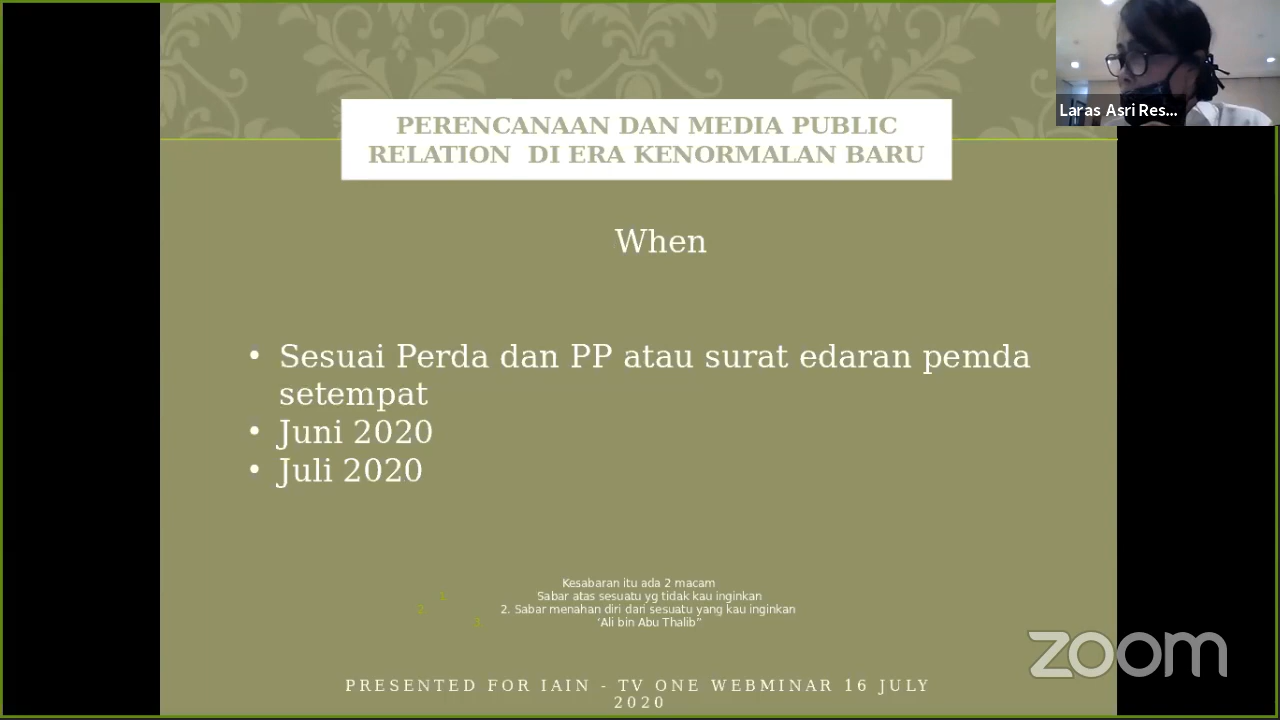 Laras Asri Res...
PERENCANAAN DAN MEDIA PUBLIC
RELATION DI ERA KENORMALAN BARU
When
• Sesuai Perda dan PP atau surat edaran pemda
setempat
• Juni 2020
• Juli 2020
Kesabaran itu ada 2 macam
1. Sabar atas sesuatu yg tidak kau inginkan
2. 2. Sabar menahan diri dari sesuatu yang kau inginkan
3. ‘Ali bin Abu Thalib”
zoom
PRESENTED FOR IAIN - TV ONE WEBMINAR 16 JULY
2020